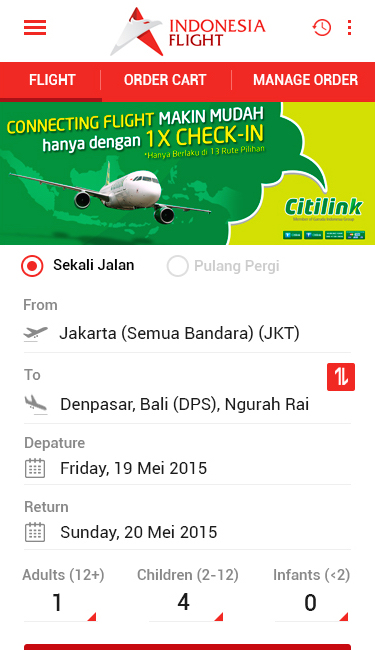 INDONESIA
FLIGHT
FLIGHT
ORDER CART
MANAGE ORDER
CONNECTING FLIGHT MAKIN MUDAH
hanya dengan 1X CHECK-IN
*Hanya Berlaku di 13 Rute Pilihan
Citilink
Sekali Jalan
Pulang Pergi
From
Jakarta (Semua Bandara) (JKT)
To
Denpasar, Bali (DPS), Ngurah Rai
Depature
Friday, 19 Mei 2015
Return
Sunday, 20 Mei 2015
Adults (12+)
Children (2-12)
Infants (<2)
1
4
0